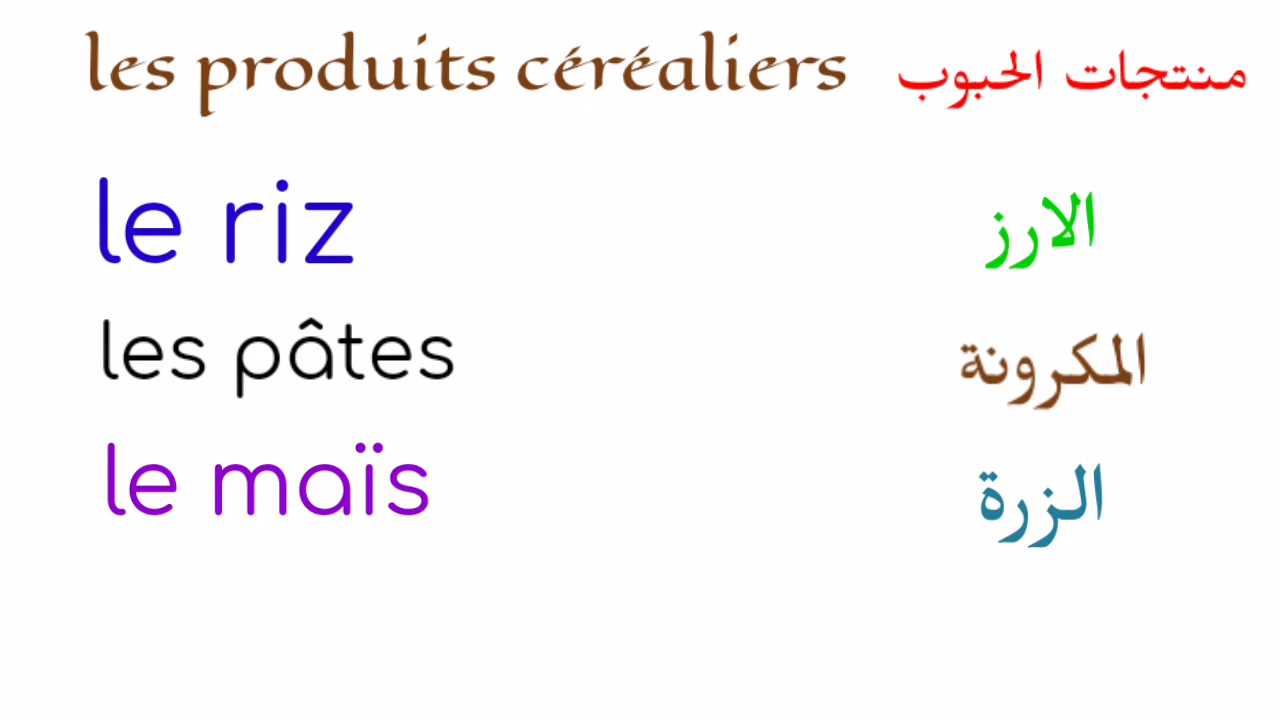 les produits céréaliers منتجات الحبوب
le riz الارز
les pâtes المكرونة
le maïs الزرة